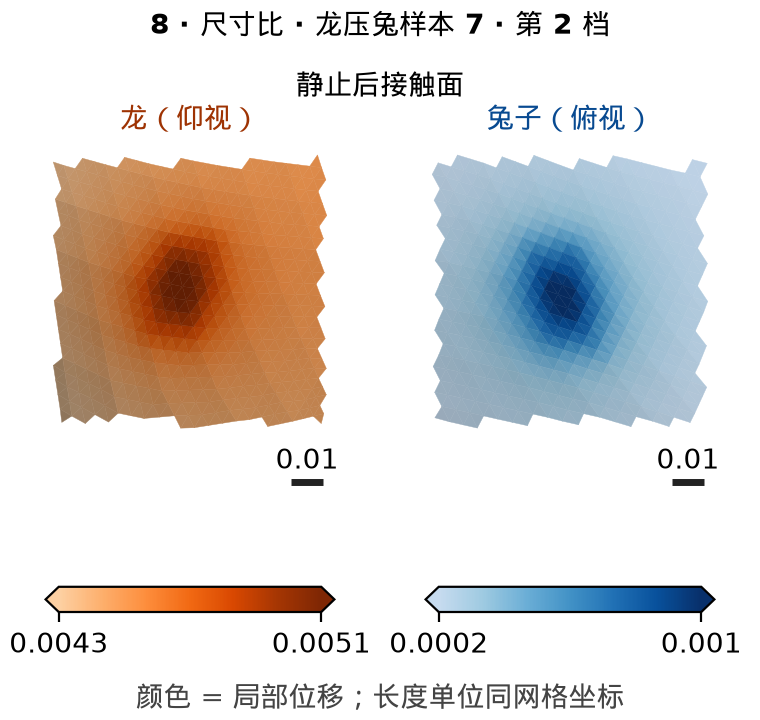 8 · 尺寸比 · 龙压兔样本 7 · 第 2 档
静止后接触面
龙（仰视） 兔子（俯视）
0.01 0.01
0.0043 0.0051 0.0002 0.001
颜色 = 局部位移；长度单位同网格坐标